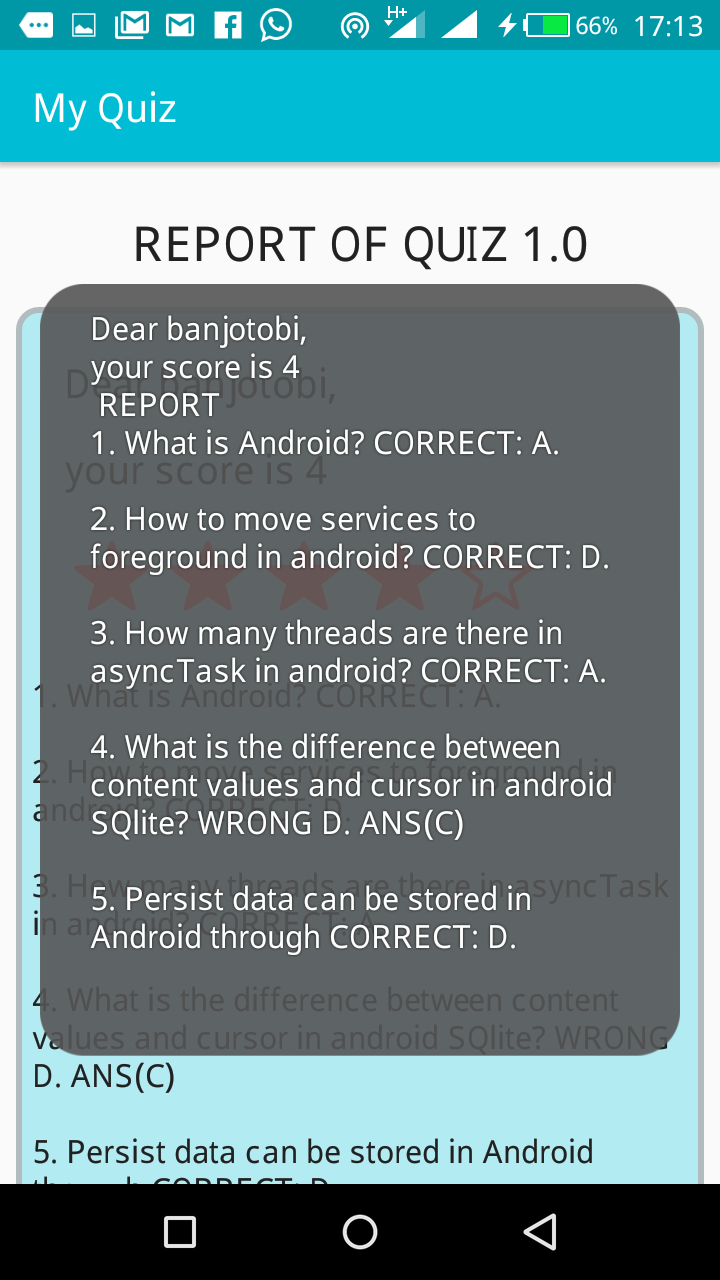 H+
66% 17:13
My Quiz
REPORT OF QUIZ 1.0
Dear banjotobi,
your score is 4
REPORT
1. What is Android? CORRECT: A.
2. How to move services to
foreground in android? CORRECT: D.
3. How many threads are there in
asyncTask in android? CORRECT: A.
4. What is the difference between
content values and cursor in android
SQlite? WRONG D. ANS(C)
5. Persist data can be stored in
Android through CORRECT: D.
Dear banjotobi,
your score is 4
1. What is Android? CORRECT: A.
2. How to move services to foreground in
android? CORRECT: D.
3. How many threads are there in asyncTask
in android? CORRECT: A.
4. What is the difference between content
values and cursor in android SQlite? WRONG
D. ANS(C)
5. Persist data can be stored in Android
through CORRECT: D.